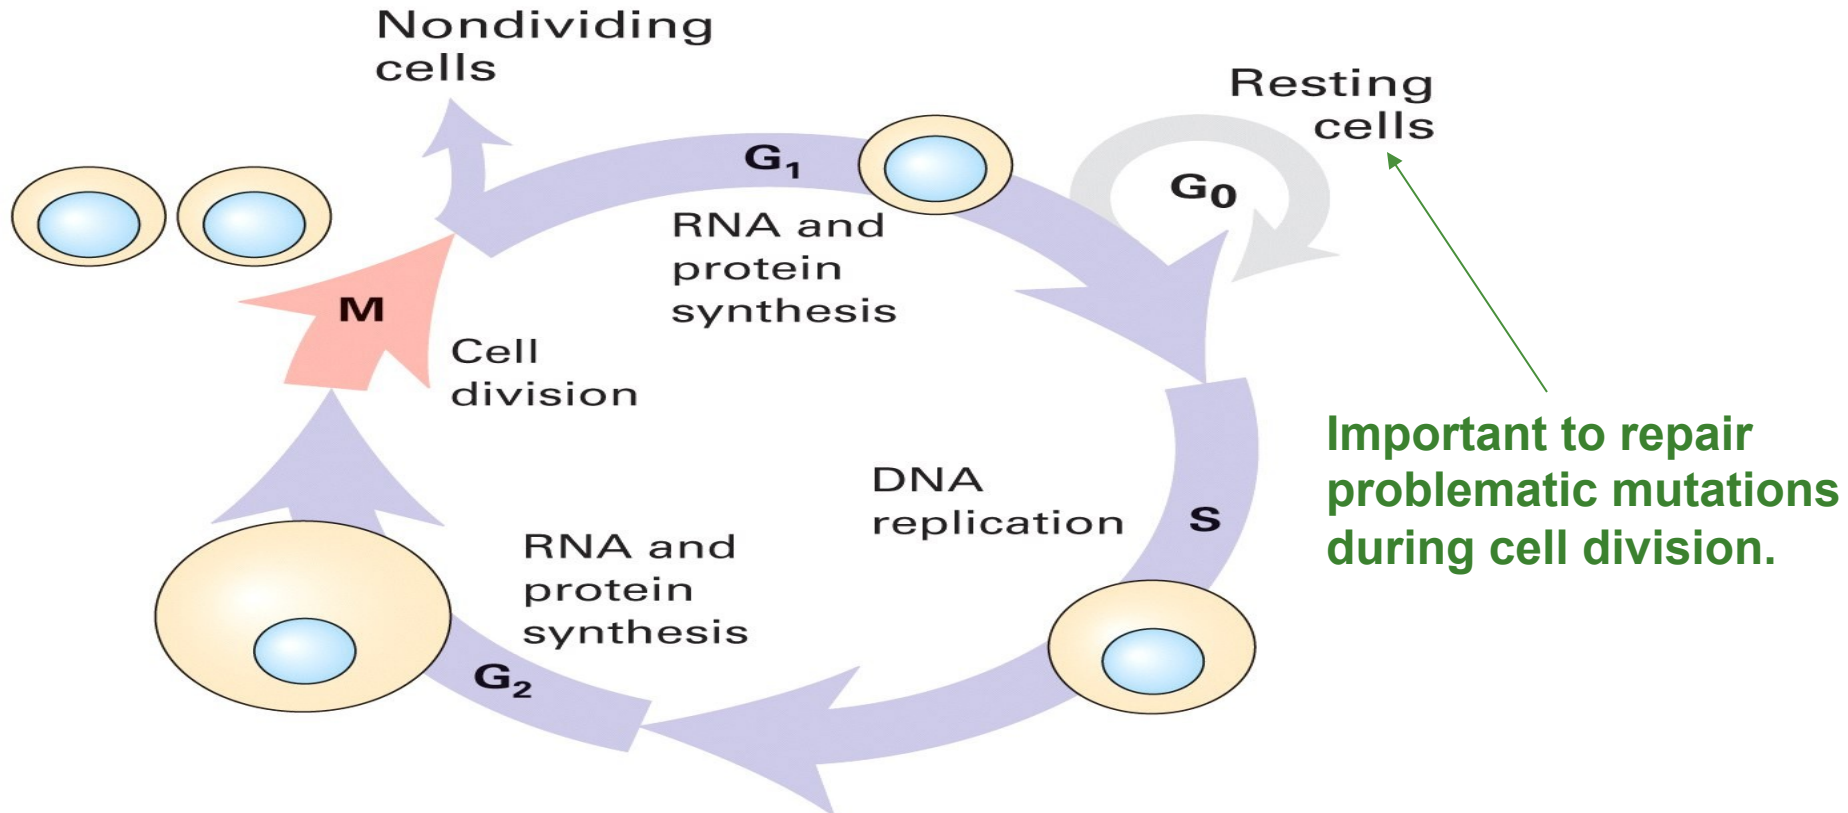 Nondividing
cells
Resting
cells
G1
G0
RNA and
protein
synthesis
M
Cell
division
Important to repair
problematic mutations
during cell division.
DNA
replication
S
RNA and
protein
synthesis
G2